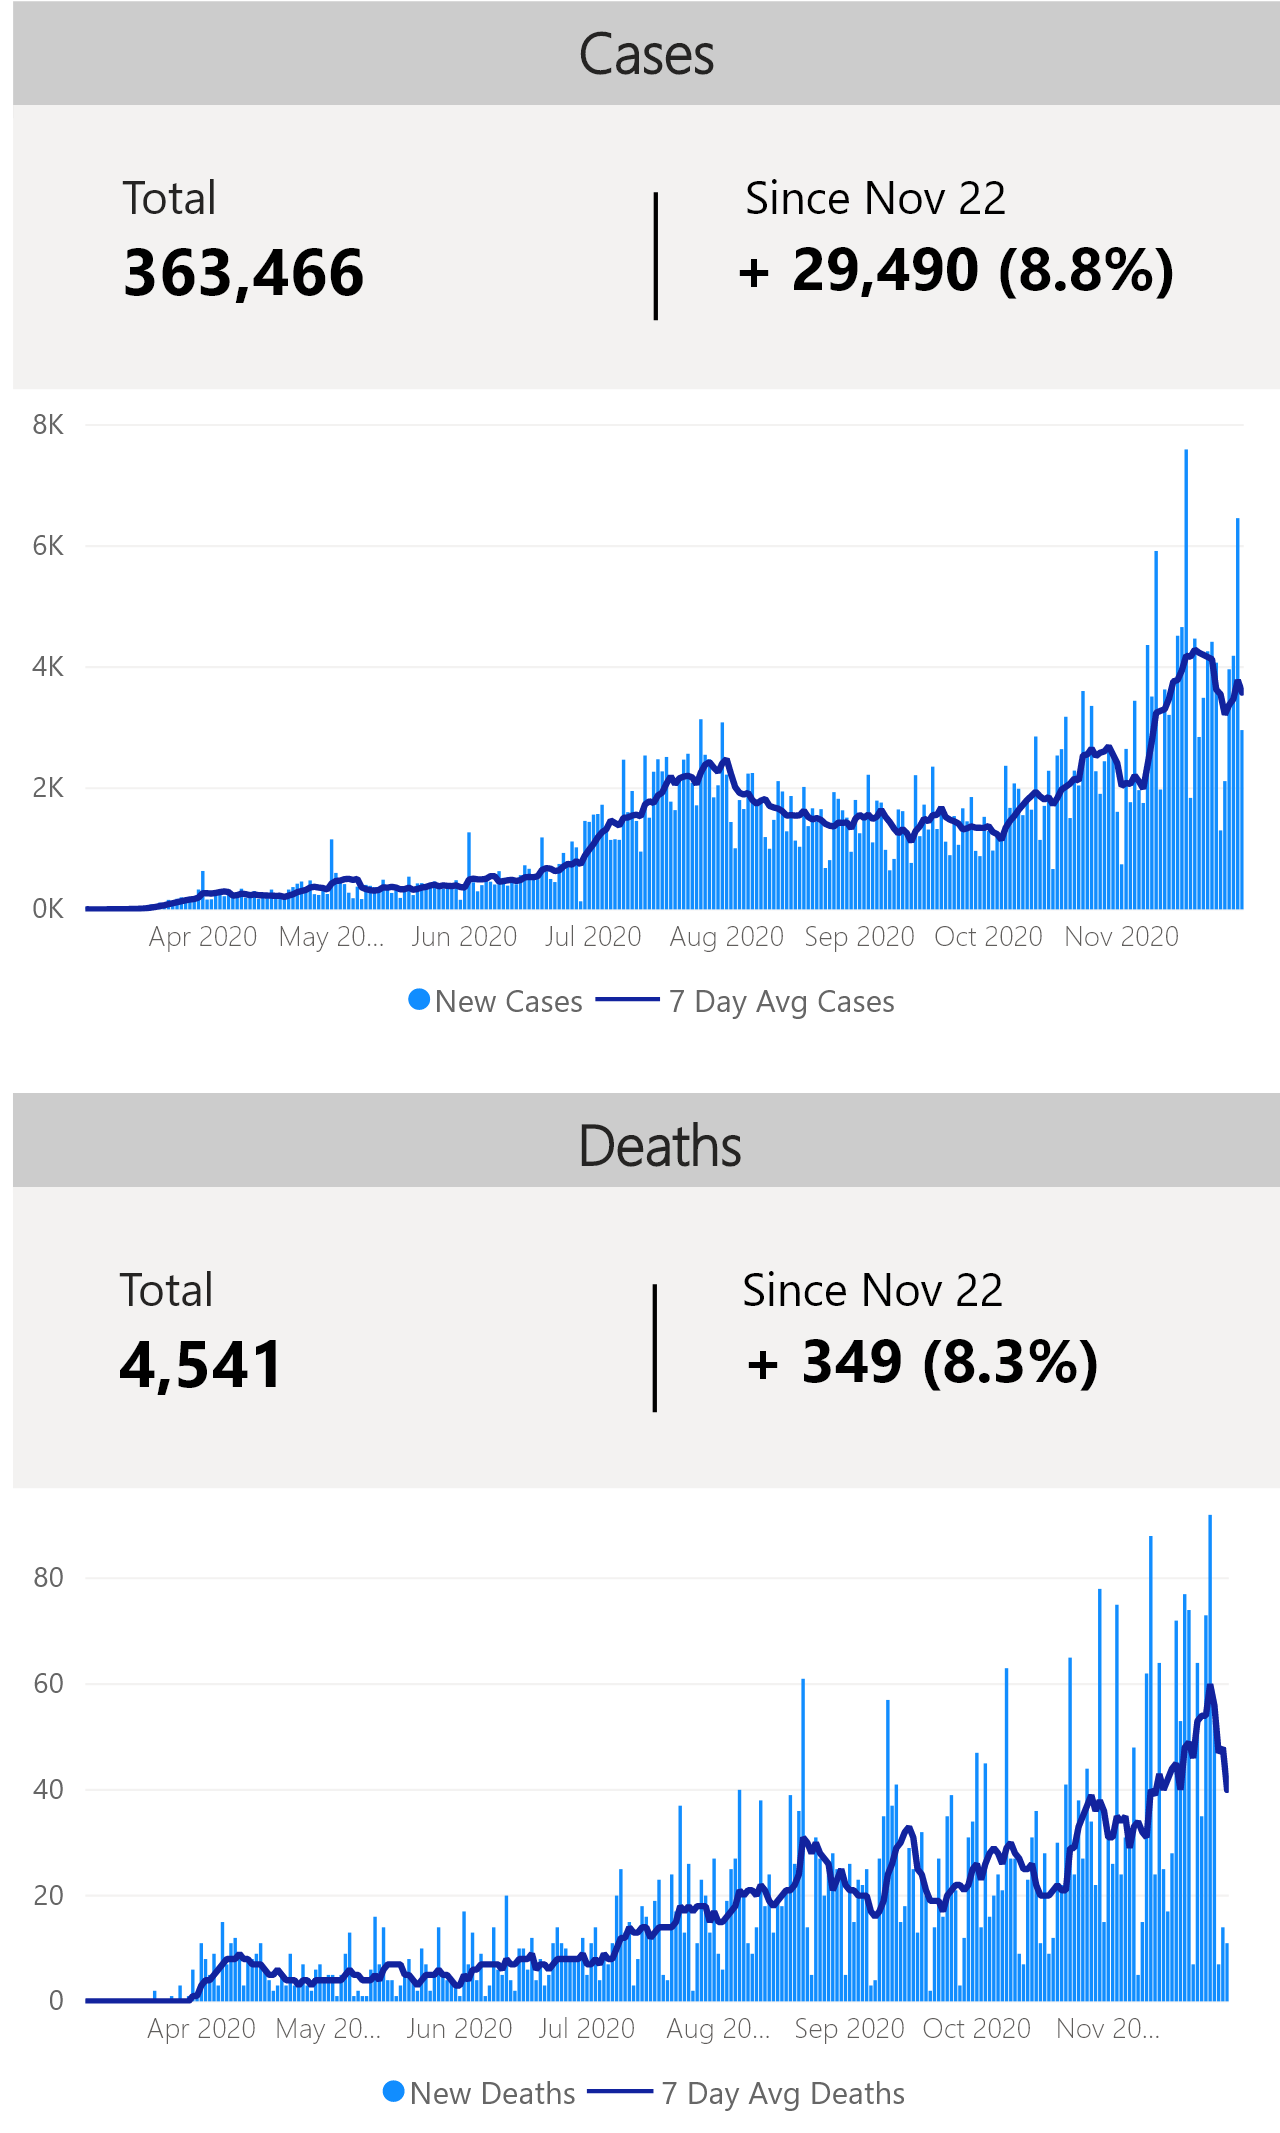 Cases
Total
Since Nov 22
363,466
+ 29,490 (8.8%)
8K
6K
4K
2K
0K
Apr 2020 May 20... Jun 2020 Jul 2020 Aug 2020 Sep 2020 Oct 2020 Nov 2020
New Cases 7 Day Avg Cases
Deaths
Total
Since Nov 22
4,541
+ 349 (8.3%)
80
60
40
20
0
Apr 2020 May 20... Jun 2020 Jul 2020 Aug 20... Sep 2020 Oct 2020 Nov 20...
New Deaths 7 Day Avg Deaths